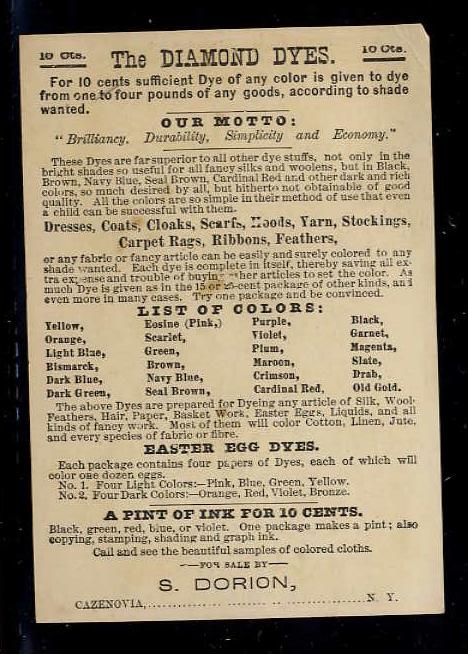 10 Cts. The DIAMOND DYES. 10 Cts.
For 10 cents sufficient Dye of any color is given to dye
from one to four pounds of any goods, according to shade
wanted.
OUR MOTTO:
"Brilliancy, Durability, Simplicity and Economy."
These Dyes are far superior to all other dye stuffs, not only in the
bright shades so useful for all fancy silks and woolens, but in Black,
Brown, Navy Blue, Seal Brown, Cardinal Red and other dark and rich
colors, so much desired by all, but hitherto not obtainable of good
quality. All the colors are so simple in their method of use that even
a child can be successful with them.
Dresses, Coats, Cloaks, Scarfs, Hoods, Yarn, Stockings,
Carpet Rags, Ribbons, Feathers,
or any fabric or fancy article can be easily and surely colored to any
shade wanted. Each dye is complete in itself, thereby saving all ex-
tra expense and trouble of buying other articles to set the color. As
much Dye is given as in the 15 or 25-cent package of other kinds, and
even more in many cases. Try one package and be convinced.
LIST OF COLORS:
Yellow, Eosine (Pink,) Purple, Black,
Orange, Scarlet, Violet, Garnet,
Light Blue, Green, Plum, Magenta,
Bismarck, Brown, Maroon, Slate,
Dark Blue, Navy Blue, Crimson, Drab,
Dark Green, Seal Brown, Cardinal Red, Old Gold.
The above Dyes are prepared for Dyeing any article of Silk, Wool-
Feathers, Hair, Paper, Basket Work, Easter Eggs, Liquids, and all
kinds of fancy work. Most of them will color Cotton, Linen, Jute,
and every species of fabric or fibre.
EASTER EGG DYES.
Each package contains four papers of Dyes, each of which will
color one dozen eggs.
No. 1. Four Light Colors:—Pink, Blue, Green, Yellow.
No. 2. Four Dark Colors:—Orange, Red, Violet, Bronze.
A PINT OF INK FOR 10 CENTS.
Black, green, red, blue, or violet. One package makes a pint; also
copying, stamping, shading and graph ink.
Call and see the beautiful samples of colored cloths.
—FOR SALE BY—
S. DORION,
CAZENOVIA, N. Y.